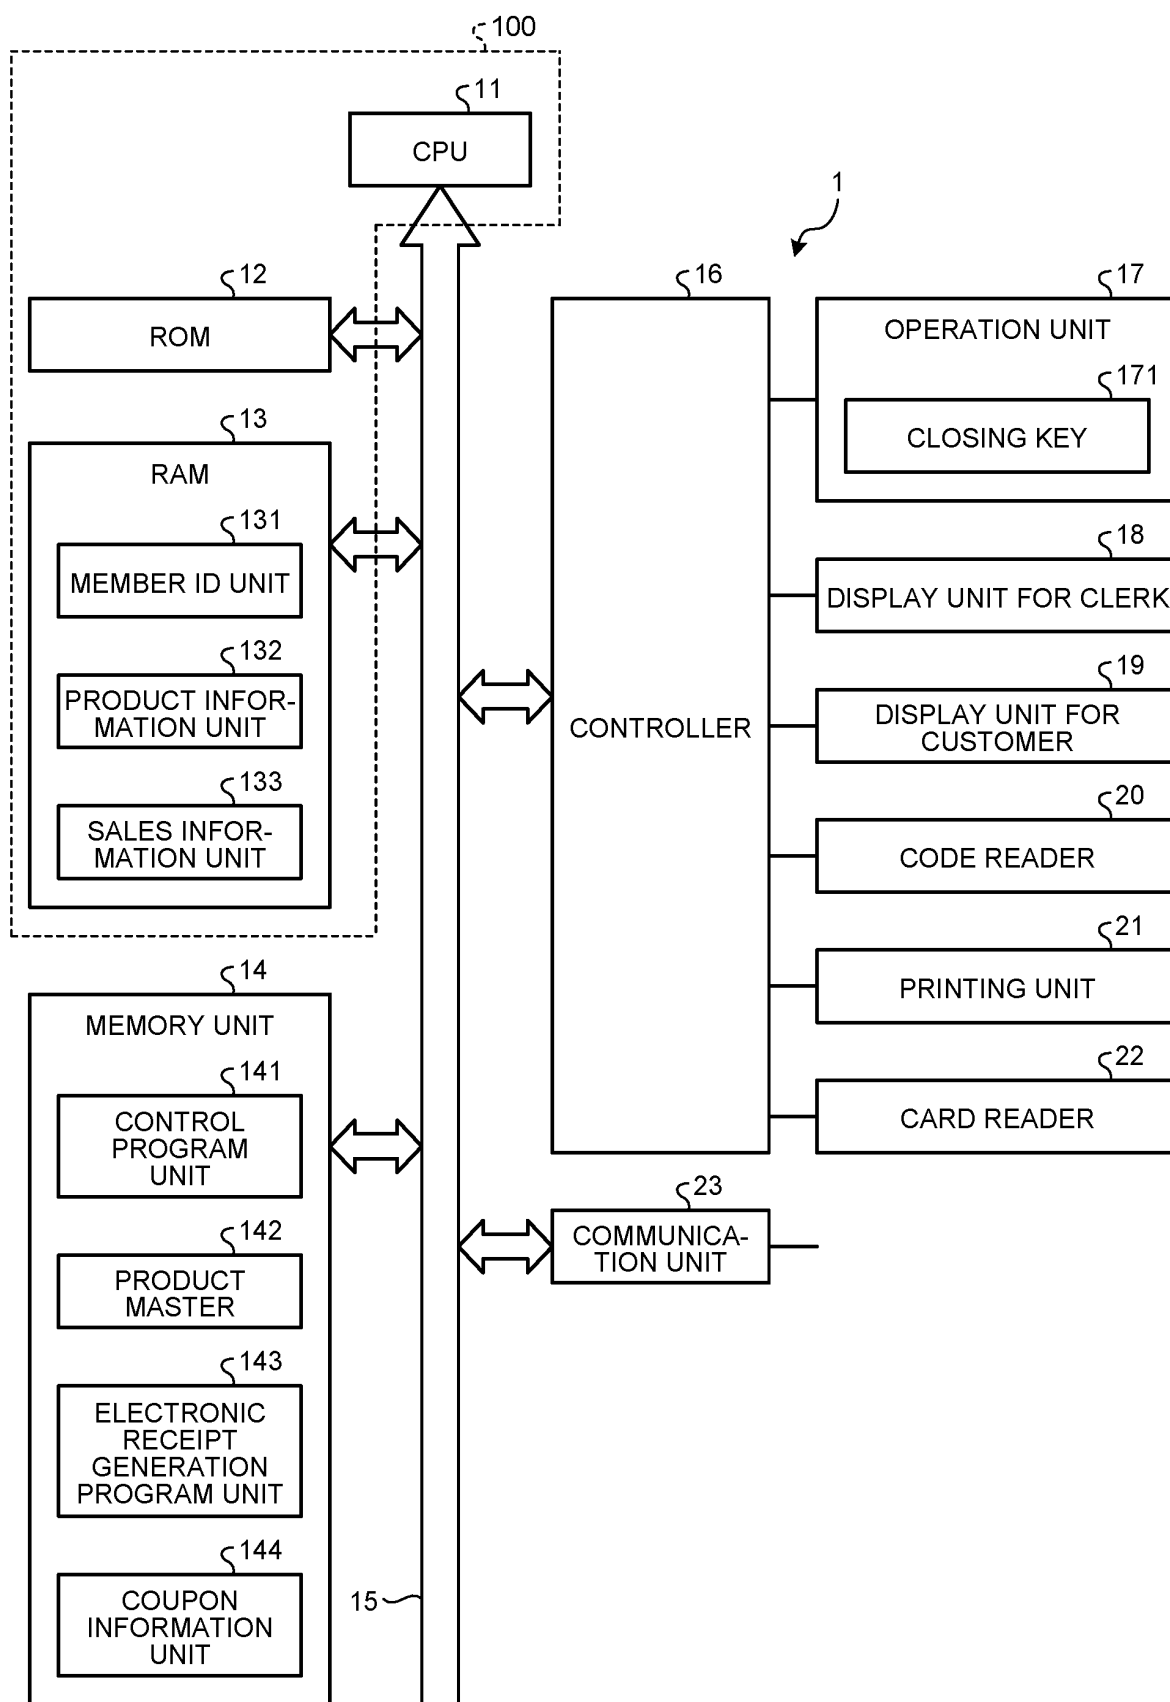 100
11
CPU
1
12
ROM
16
CONTROLLER
17
OPERATION UNIT
171
CLOSING KEY
13
RAM
131
MEMBER ID UNIT
132
PRODUCT INFOR-
MATION UNIT
133
SALES INFOR-
MATION UNIT
18
DISPLAY UNIT FOR CLERK
19
DISPLAY UNIT FOR
CUSTOMER
20
CODE READER
21
PRINTING UNIT
22
CARD READER
14
MEMORY UNIT
141
CONTROL
PROGRAM
UNIT
142
PRODUCT
MASTER
143
ELECTRONIC
RECEIPT
GENERATION
PROGRAM UNIT
144
COUPON
INFORMATION
UNIT
15
23
COMMUNICA-
TION UNIT